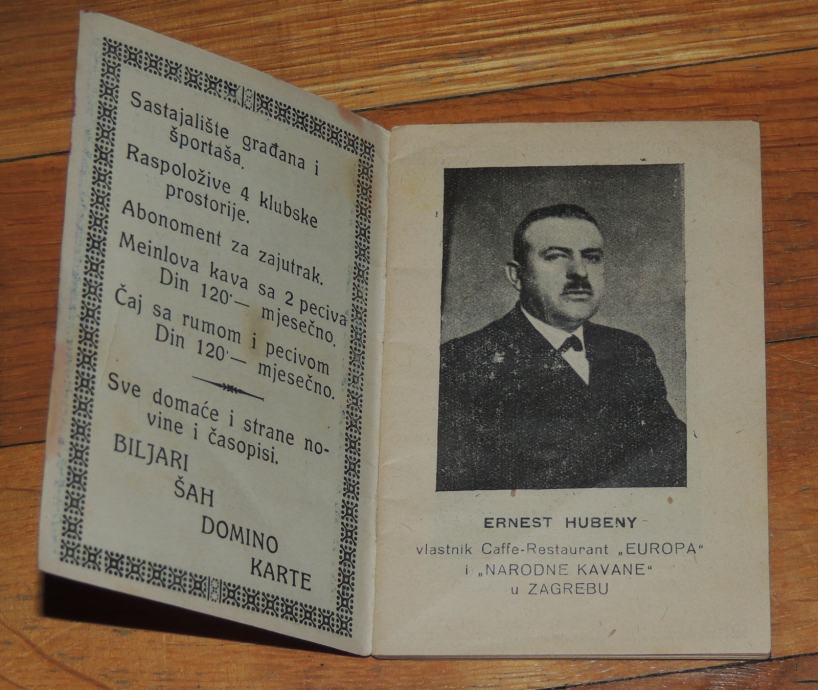 Sastajalište građana i
športaša.
Raspoložive 4 klubske
prostorije.
Abonoment za zajutrak.
Meinlova kava sa 2 peciva
Din 120·— mjesečno.
Čaj sa rumom i pecivom
Din 120·— mjesečno.
Sve domaće i strane no-
vine i časopisi.
BILJARI
ŠAH
DOMINO
KARTE
ERNEST HUBENY
vlastnik Caffe-Restaurant „EUROPA“
i „NARODNE KAVANE“
u ZAGREBU